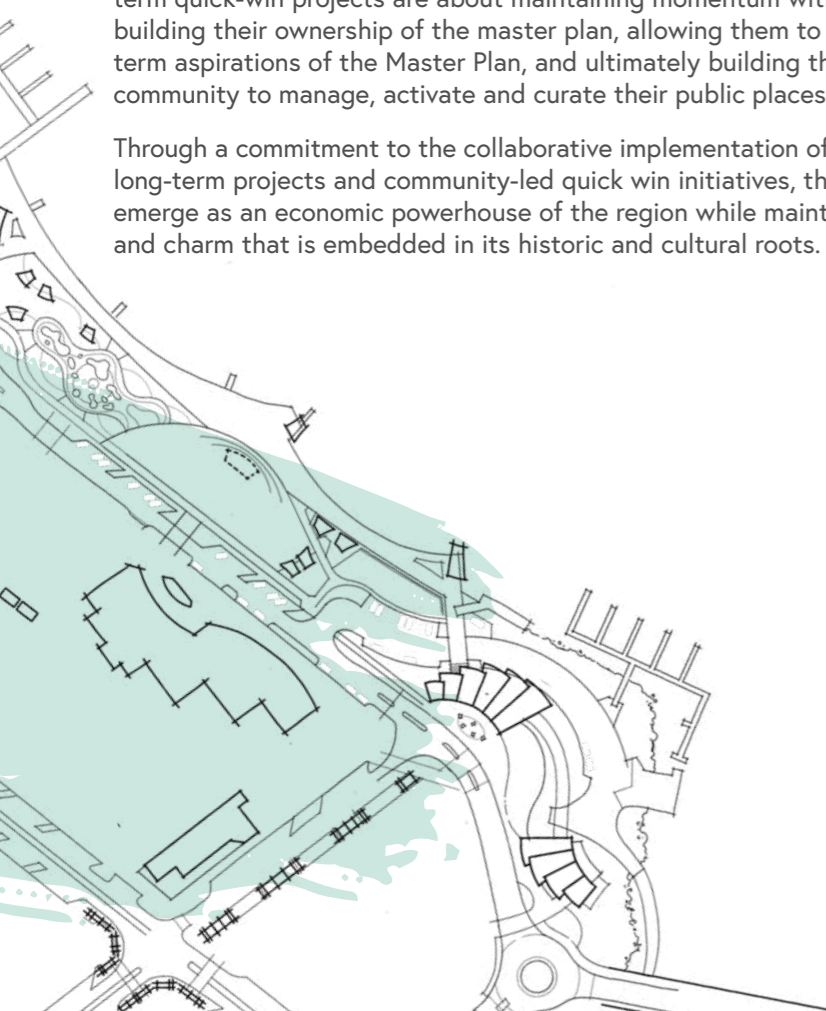 term quick-win projects are about maintaining momentum wit
building their ownership of the master plan, allowing them to
term aspirations of the Master Plan, and ultimately building th
community to manage, activate and curate their public places
Through a commitment to the collaborative implementation of
long-term projects and community-led quick win initiatives, th
emerge as an economic powerhouse of the region while maint
and charm that is embedded in its historic and cultural roots.